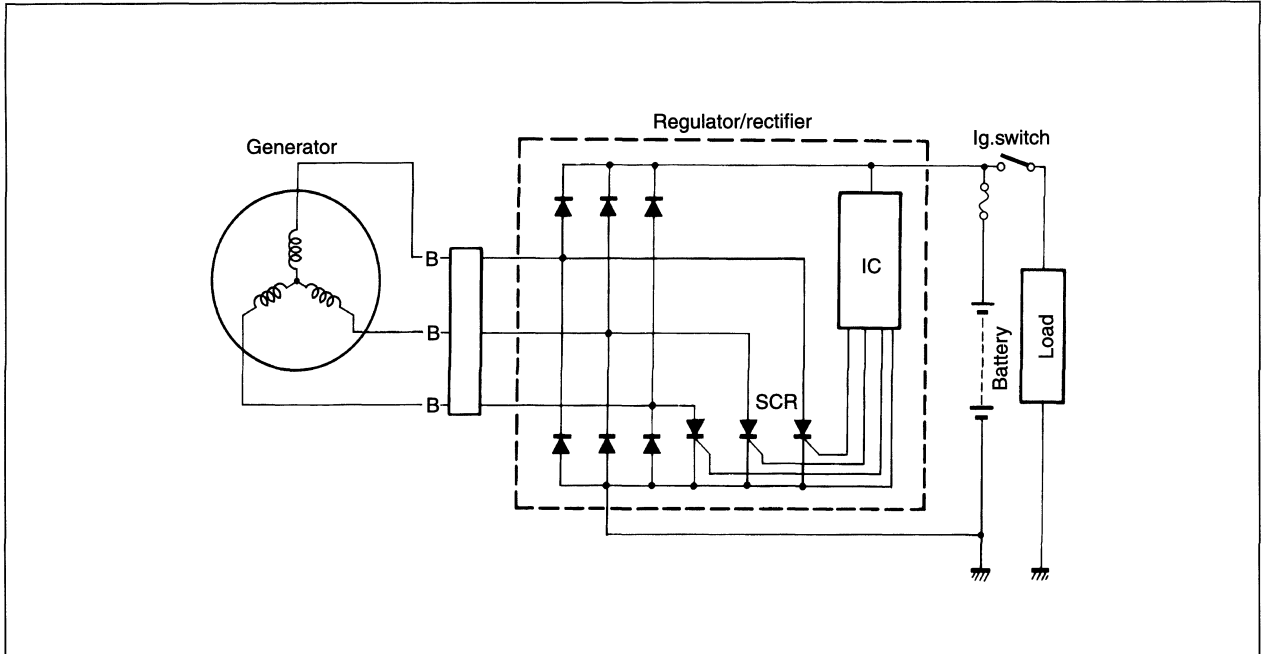 Regulator/rectifier
Generator
Ig.switch
B
IC
B
Battery
Load
SCR
B